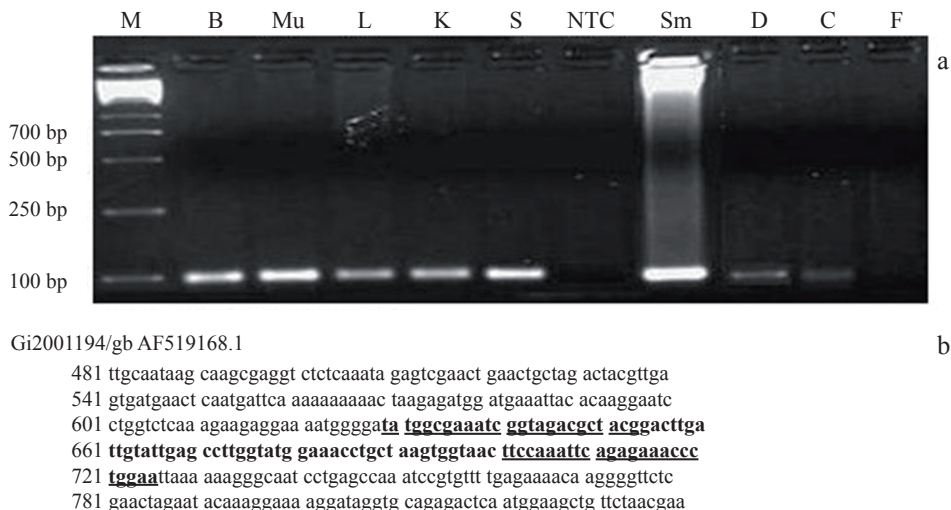 M B Mu L K S NTC Sm D C F
a
700 bp
500 bp
250 bp
100 bp
Gi2001194/gb AF519168.1
b
481 ttgcaataag caagcgaggt ctctcaaata gagtcgaact gaactgctag actacgttga
541 gtgatgaact caatgattca aaaaaaaaac taagagatgg atgaaattac acaaggaatc
601 ctggtctcaa agaagaggaa aatggggata tggcgaaatc ggtagacgct acggacttga
661 ttgtattgag ccttggtatg gaaacctgct aagtggtaac ttccaaattc agagaaaccc
721 tggaattaaa aaagggcaat cctgagccaa atccgtgttt tgagaaaaca aggggttctc
781 gaactagaat acaaaggaaa aggataggtg cagagactca atggaagctg ttctaacgaa